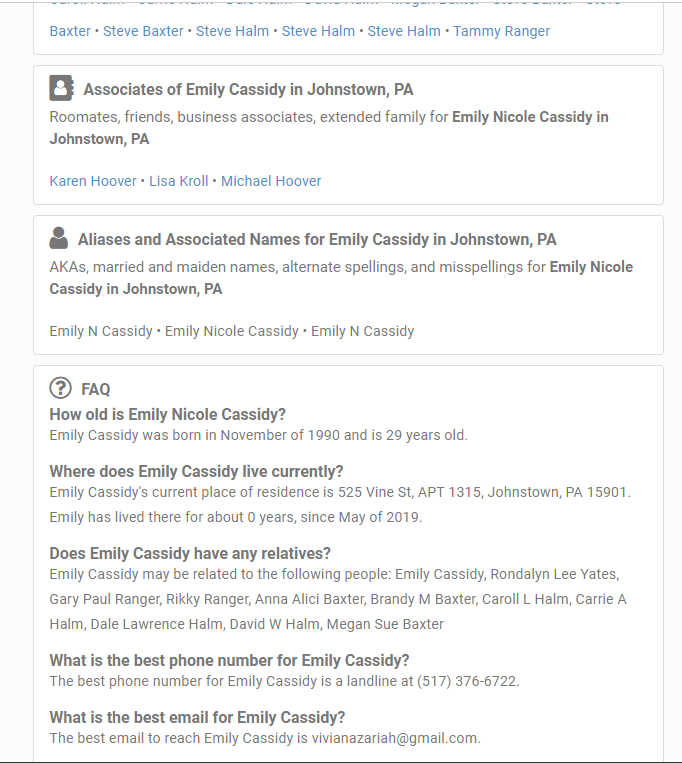 Baxter • Steve Baxter • Steve Halm • Steve Halm • Steve Halm • Tammy Ranger
Associates of Emily Cassidy in Johnstown, PA
Roomates, friends, business associates, extended family for Emily Nicole Cassidy in
Johnstown, PA
Karen Hoover • Lisa Kroll • Michael Hoover
Aliases and Associated Names for Emily Cassidy in Johnstown, PA
AKAs, married and maiden names, alternate spellings, and misspellings for Emily Nicole
Cassidy in Johnstown, PA
Emily N Cassidy • Emily Nicole Cassidy • Emily N Cassidy
FAQ
How old is Emily Nicole Cassidy?
Emily Cassidy was born in November of 1990 and is 29 years old.
Where does Emily Cassidy live currently?
Emily Cassidy's current place of residence is 525 Vine St, APT 1315, Johnstown, PA 15901.
Emily has lived there for about 0 years, since May of 2019.
Does Emily Cassidy have any relatives?
Emily Cassidy may be related to the following people: Emily Cassidy, Rondalyn Lee Yates,
Gary Paul Ranger, Rikky Ranger, Anna Alici Baxter, Brandy M Baxter, Caroll L Halm, Carrie A
Halm, Dale Lawrence Halm, David W Halm, Megan Sue Baxter
What is the best phone number for Emily Cassidy?
The best phone number for Emily Cassidy is a landline at (517) 376-6722.
What is the best email for Emily Cassidy?
The best email to reach Emily Cassidy is vivianazariah@gmail.com.